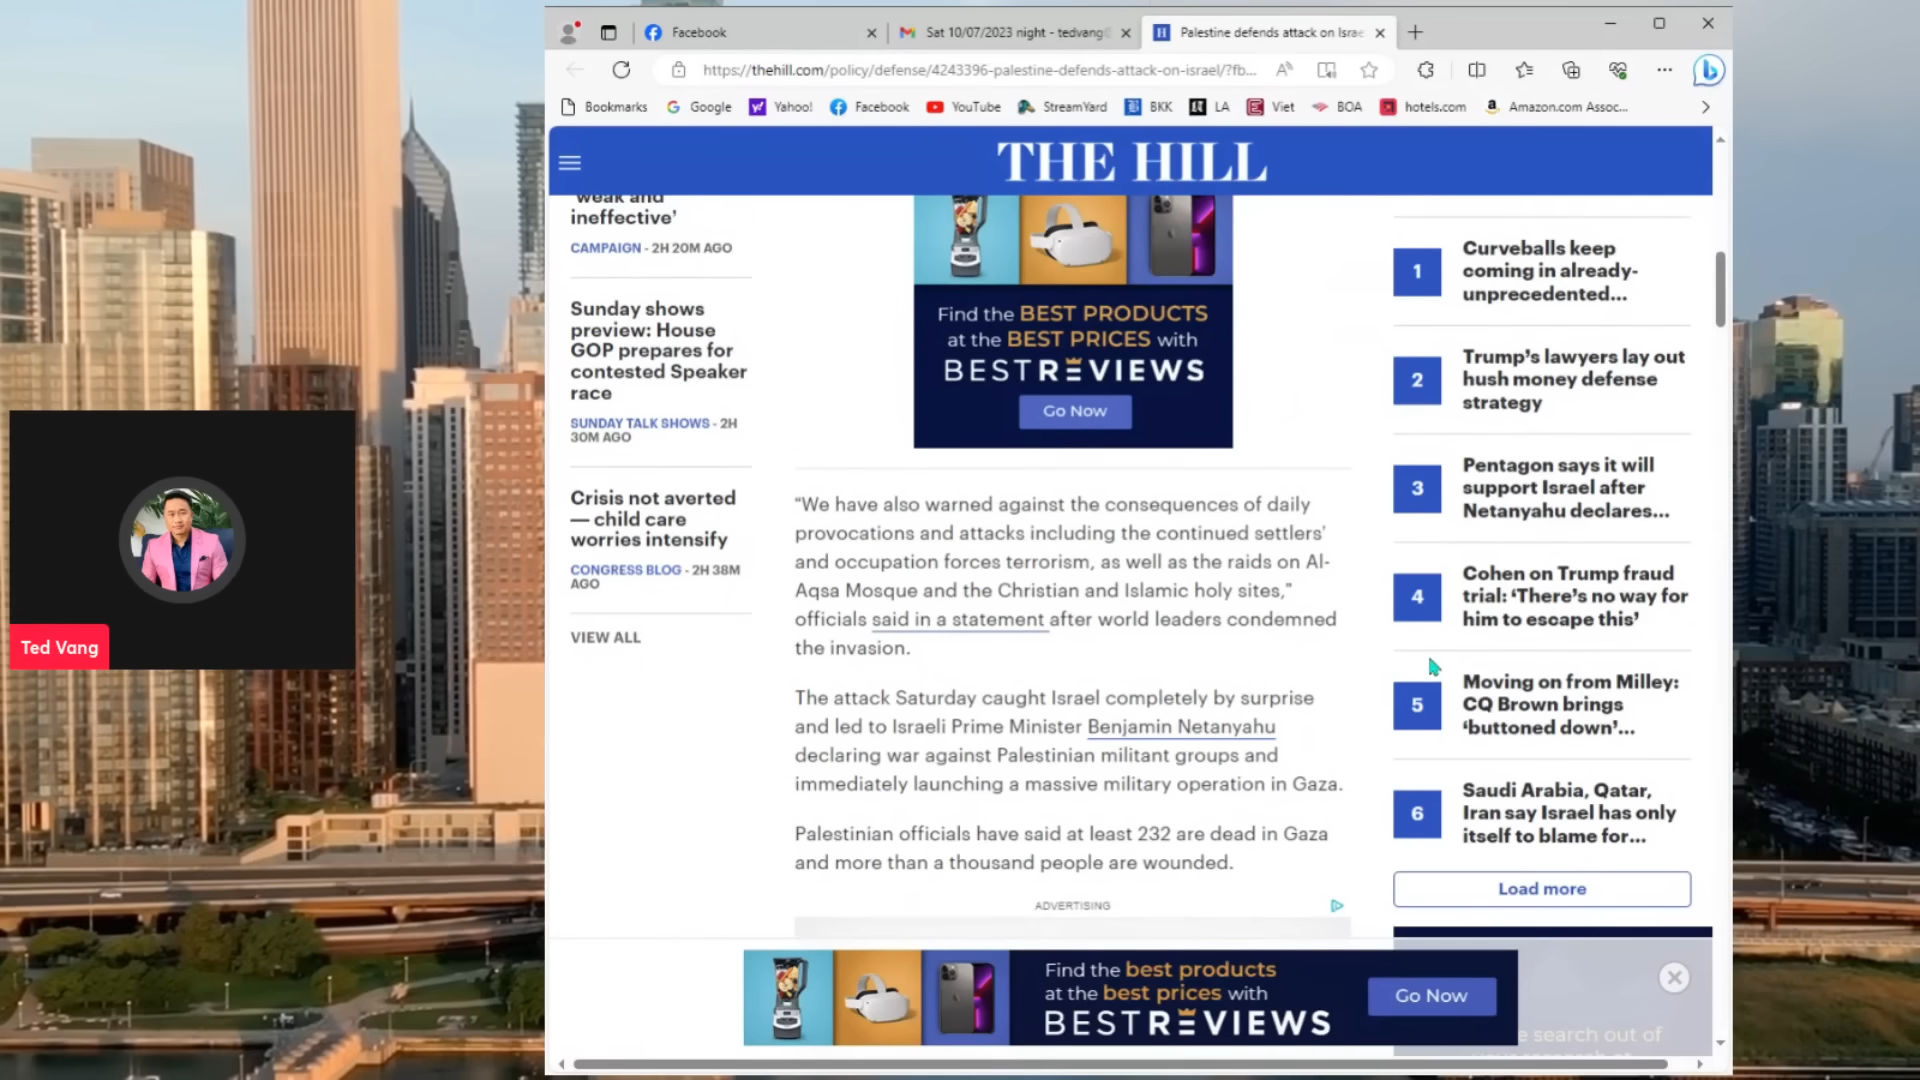 Facebook
Sat 10/07/2023 night - tedvang@
Palestine defends attack on Israe
https://thehill.com/policy/defense/4243396-palestine-defends-attack-on-israel/?fb...
Bookmarks
Google
Yahoo!
Facebook
YouTube
StreamYard
BKK
LA
Viet
BOA
hotels.com
Amazon.com Assoc...
THE HILL
'weak and
ineffective'
CAMPAIGN - 2H 20M AGO
Sunday shows
preview: House
GOP prepares for
contested Speaker
race
SUNDAY TALK SHOWS - 2H
30M AGO
Crisis not averted
— child care
worries intensify
CONGRESS BLOG - 2H 38M
AGO
VIEW ALL
Find the BEST PRODUCTS
at the BEST PRICES with
BESTREVIEWS
Go Now
“We have also warned against the consequences of daily
provocations and attacks including the continued settlers'
and occupation forces terrorism, as well as the raids on Al-
Aqsa Mosque and the Christian and Islamic holy sites,”
officials said in a statement after world leaders condemned
the invasion.
The attack Saturday caught Israel completely by surprise
and led to Israeli Prime Minister Benjamin Netanyahu
declaring war against Palestinian militant groups and
immediately launching a massive military operation in Gaza.
Palestinian officials have said at least 232 are dead in Gaza
and more than a thousand people are wounded.
ADVERTISING
1
Curveballs keep
coming in already-
unprecedented...
2
Trump’s lawyers lay out
hush money defense
strategy
3
Pentagon says it will
support Israel after
Netanyahu declares...
4
Cohen on Trump fraud
trial: ‘There’s no way for
him to escape this’
5
Moving on from Milley:
CQ Brown brings
‘buttoned down’...
6
Saudi Arabia, Qatar,
Iran say Israel has only
itself to blame for...
Load more
Find the best products
at the best prices with
BESTREVIEWS
Go Now
search out of
Ted Vang